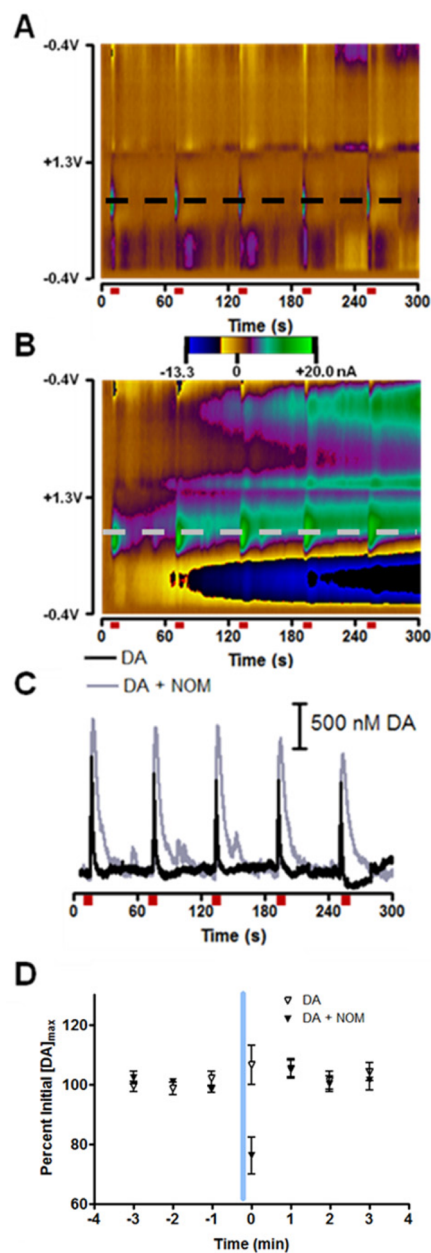 A
-0.4V
+1.3V
-0.4V
0 60 120 180 240 300
Time (s)
B
-13.3 0 +20.0 nA
-0.4V
+1.3V
-0.4V
0 60 120 180 240 300
Time (s)
DA
DA + NOM
C
500 nM DA
0 60 120 180 240 300
Time (s)
D
DA
DA + NOM
Percent Initial [DA]max
120
100
80
60
-4 -3 -2 -1 0 1 2 3 4
Time (min)